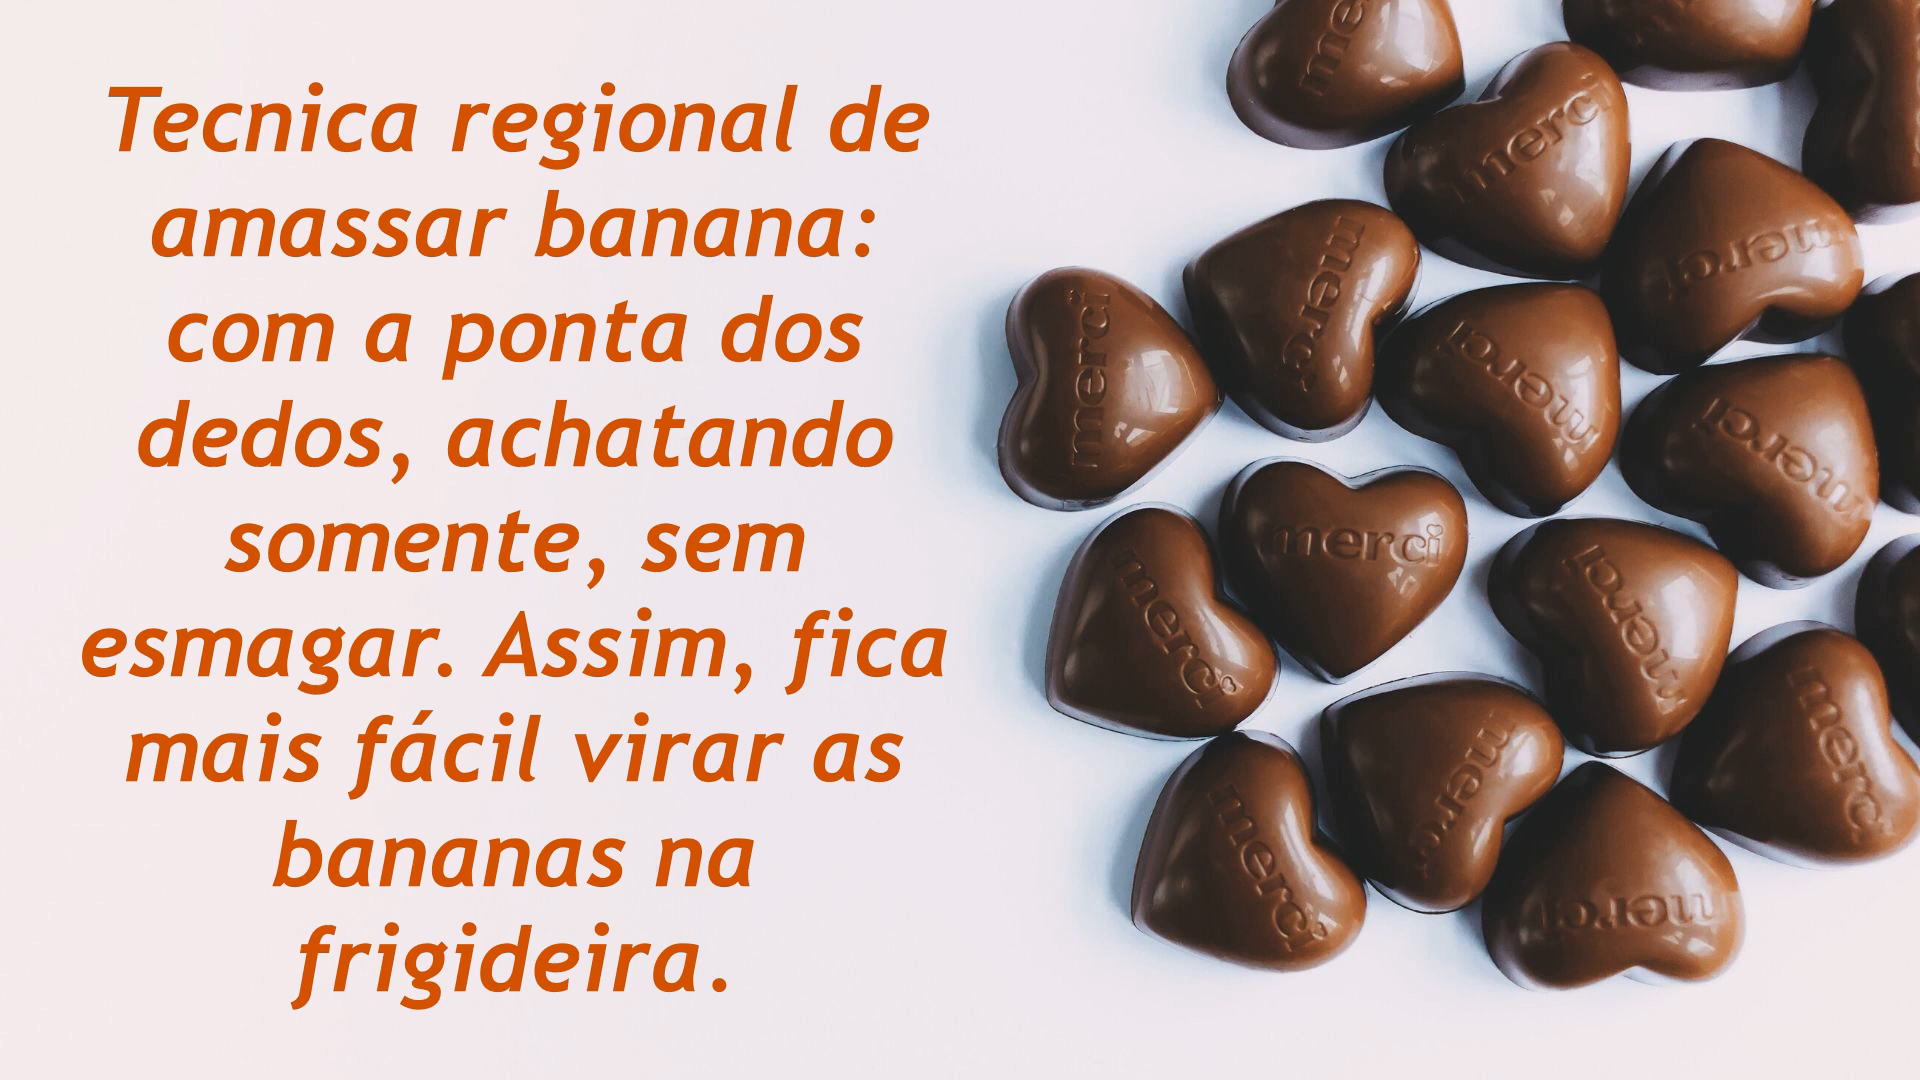 Tecnica regional de
amassar banana:
com a ponta dos
dedos, achatando
somente, sem
esmagar. Assim, fica
mais fácil virar as
bananas na
frigideira.
merci
merci
merci
merci
merci
merci
merci
merci
merci
merci
merci
merci
merci
merci